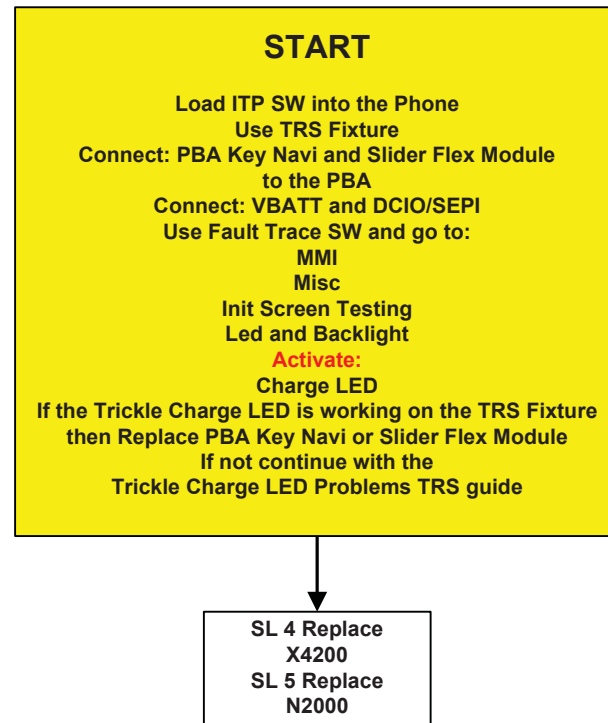 START
Load ITP SW into the Phone
Use TRS Fixture
Connect: PBA Key Navi and Slider Flex Module
to the PBA
Connect: VBATT and DCIO/SEPI
Use Fault Trace SW and go to:
MMI
Misc
Init Screen Testing
Led and Backlight
Activate:
Charge LED
If the Trickle Charge LED is working on the TRS Fixture
then Replace PBA Key Navi or Slider Flex Module
If not continue with the
Trickle Charge LED Problems TRS guide
SL 4 Replace
X4200
SL 5 Replace
N2000